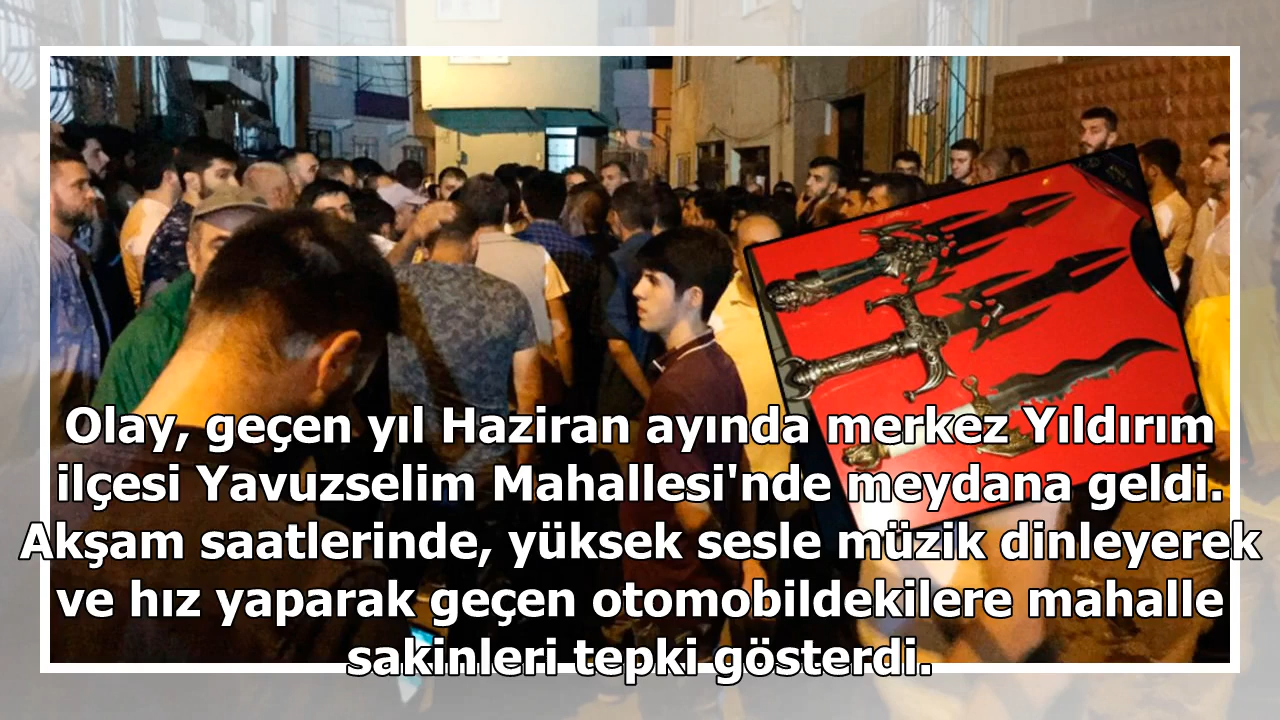 Olay, geçen yıl Haziran ayında merkez Yıldırım
ilçesi Yavuzselim Mahallesi'nde meydana geldi.
Akşam saatlerinde, yüksek sesle müzik dinleyerek
ve hız yaparak geçen otomobildekilere mahalle
sakinleri tepki gösterdi.